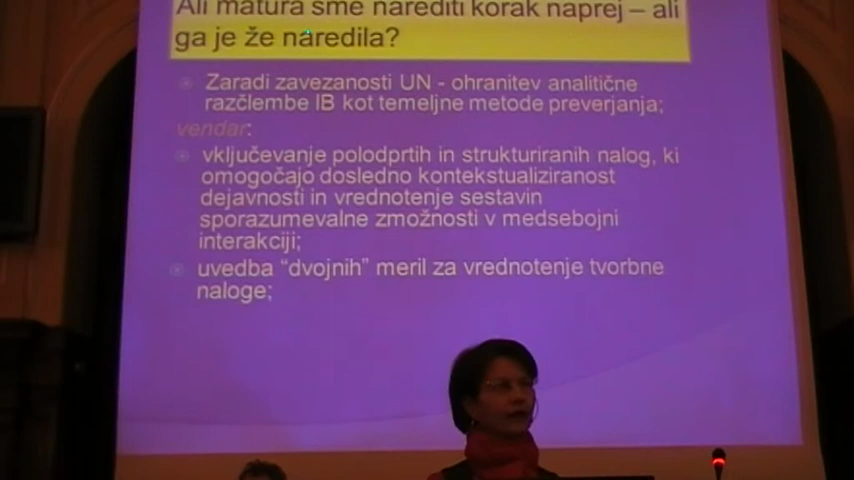 Ali matura sme narediti korak naprej – ali
ga je že naredila?
Zaradi zavezanosti UN - ohranitev analitične
razčlembe IB kot temeljne metode preverjanja;
vendar:
vključevanje polodprtih in strukturiranih nalog, ki
omogočajo dosledno kontekstualiziranost
dejavnosti in vrednotenje sestavin
sporazumevalne zmožnosti v medsebojni
interakciji;
uvedba “dvojnih” meril za vrednotenje tvorbne
naloge;